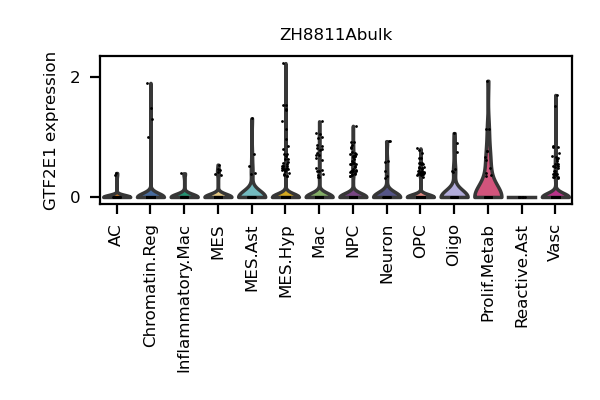 ZH8811Abulk
GTF2E1 expression
2
0
AC
Chromatin.Reg
Inflammatory.Mac
MES
MES.Ast
MES.Hyp
Mac
NPC
Neuron
OPC
Oligo
Prolif.Metab
Reactive.Ast
Vasc